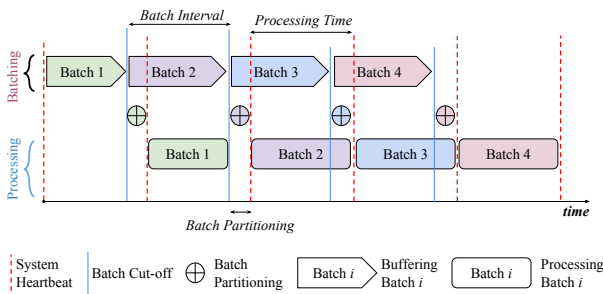 Batch Interval
Processing Time
Batching
Batch 1
Batch 2
Batch 3
Batch 4
Processing
Batch 1
Batch 2
Batch 3
Batch 4
time
Batch Partitioning
System
Heartbeat
Batch Cut-off
Batch
Partitioning
Batch i
Buffering
Batch i
Batch i
Processing
Batch i